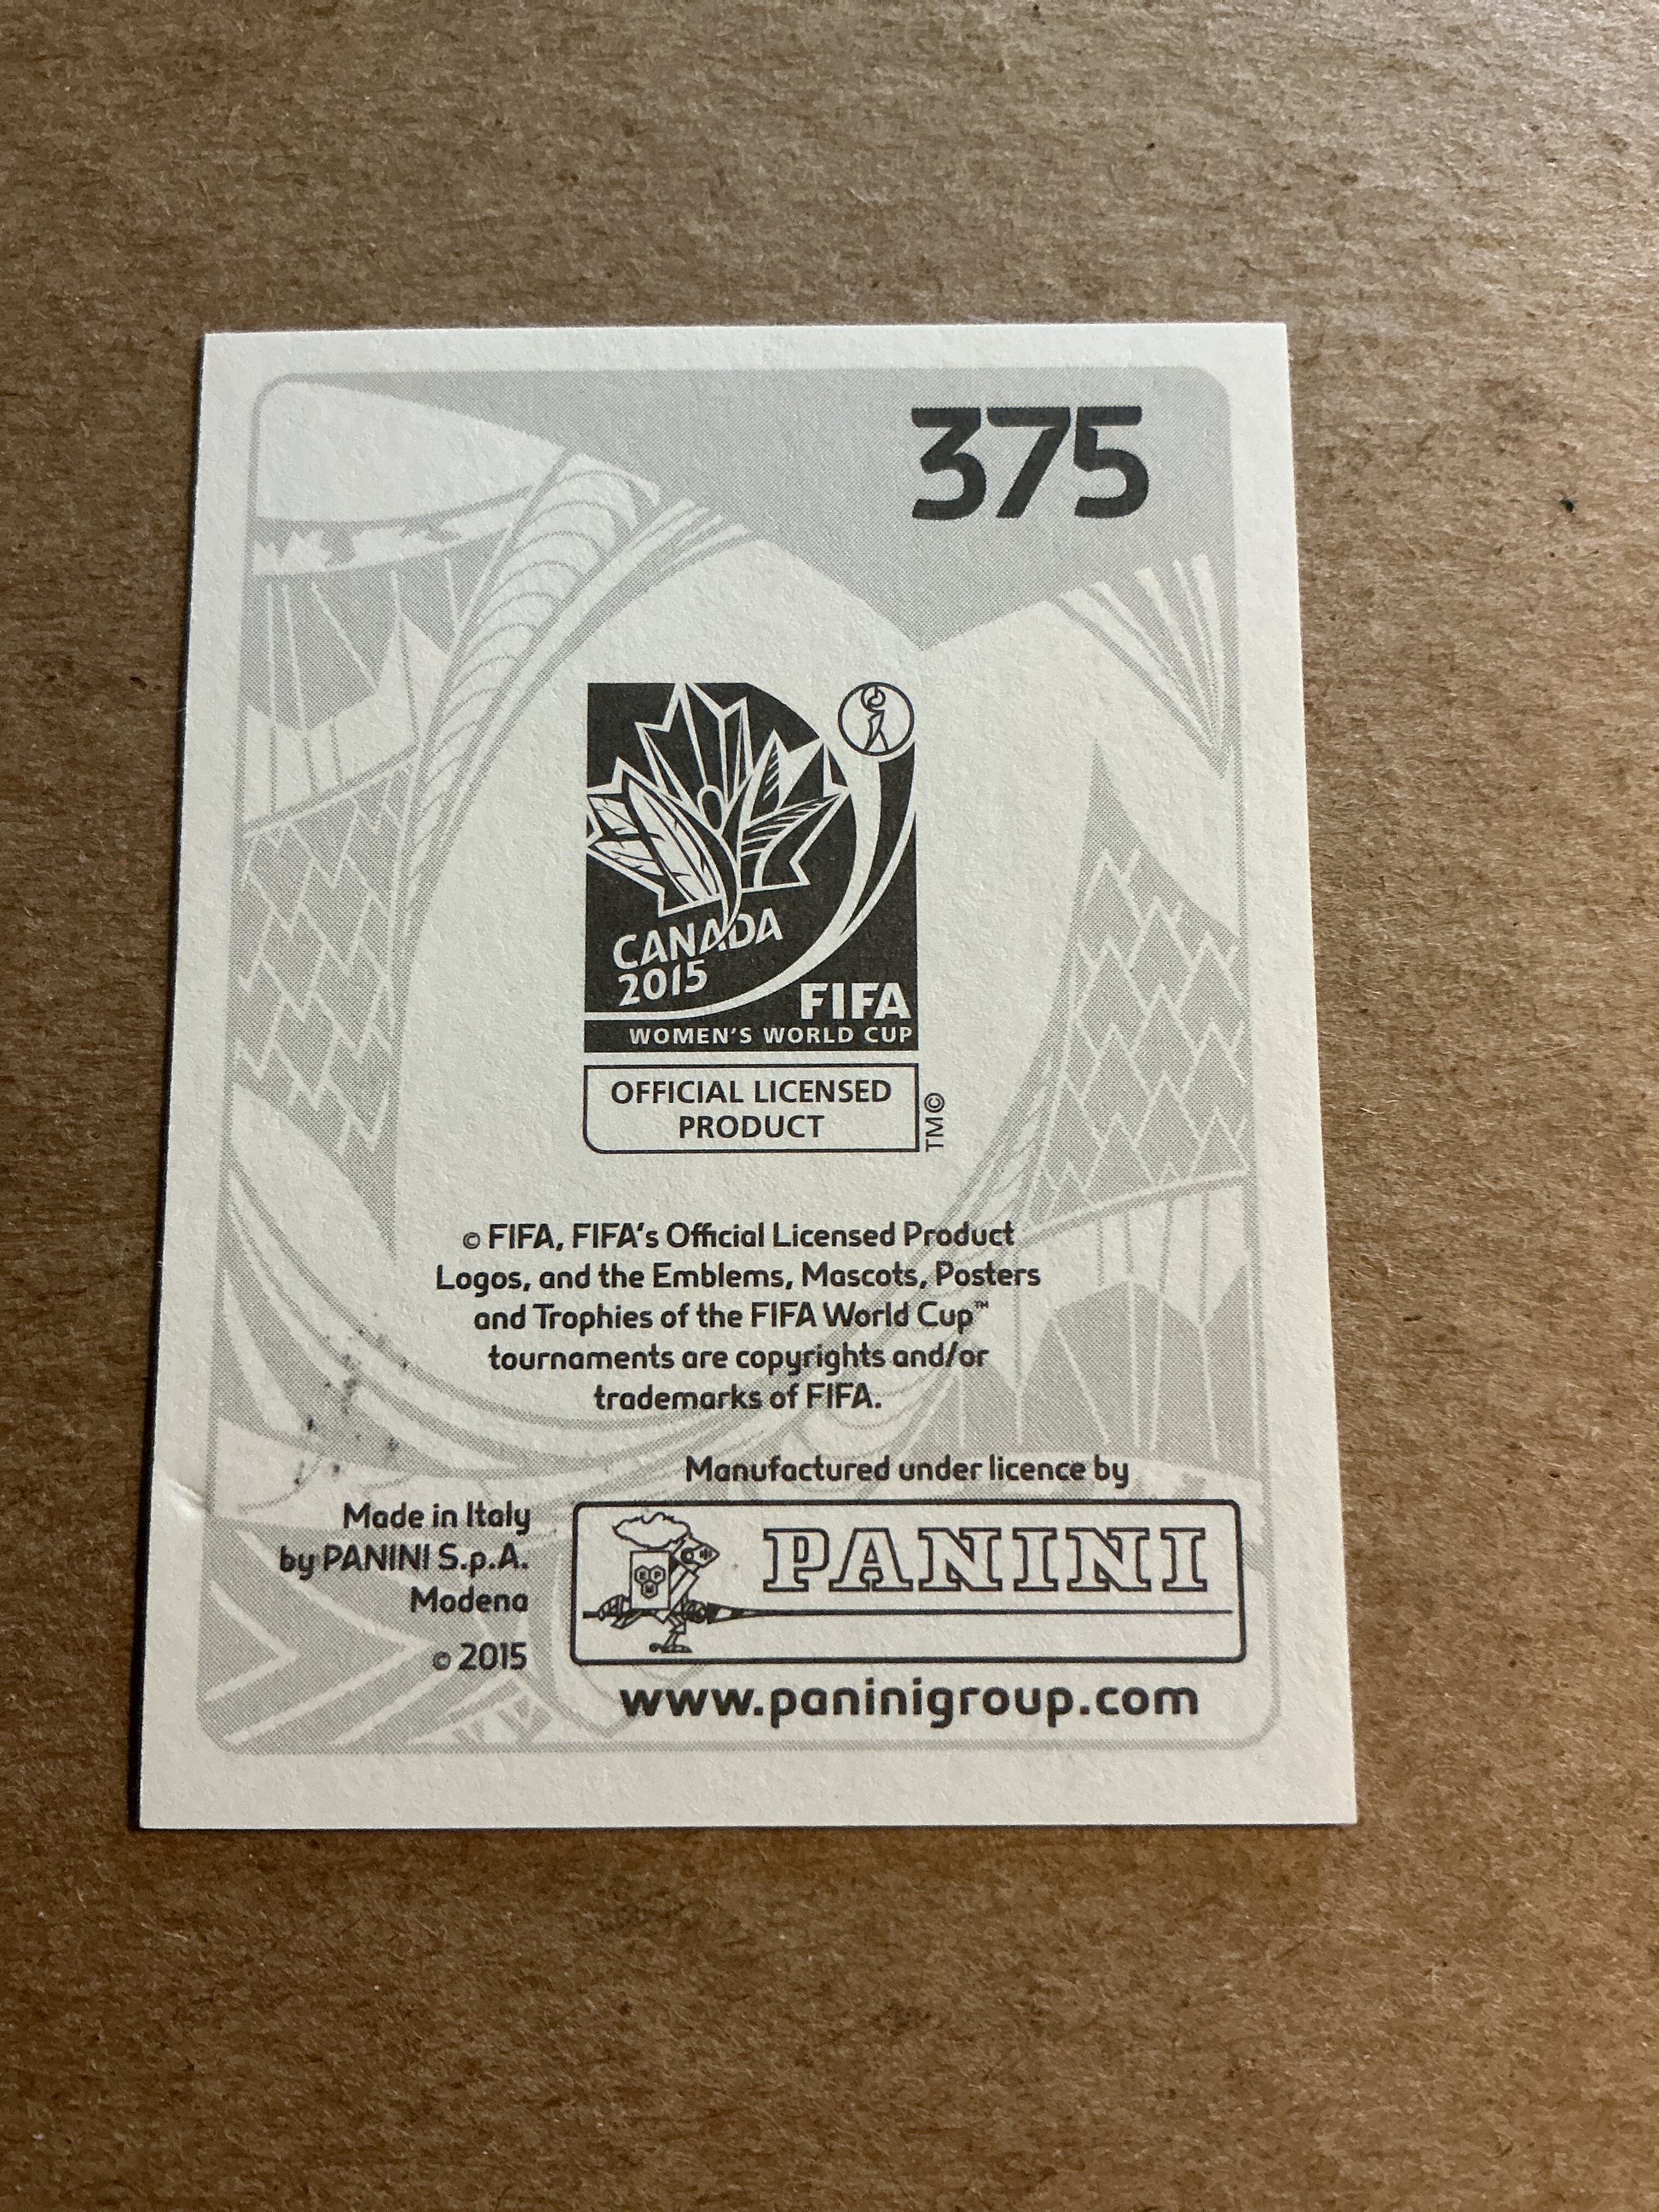 375
CANADA
2015
FIFA
WOMEN'S WORLD CUP
OFFICIAL LICENSED
PRODUCT
TM©
© FIFA, FIFA's Official Licensed Product
Logos, and the Emblems, Mascots, Posters
and Trophies of the FIFA World Cup™
tournaments are copyrights and/or
trademarks of FIFA.
Manufactured under licence by
Made in Italy
by PANINI S.p.A.
Modena
© 2015
PANINI
www.paninigroup.com